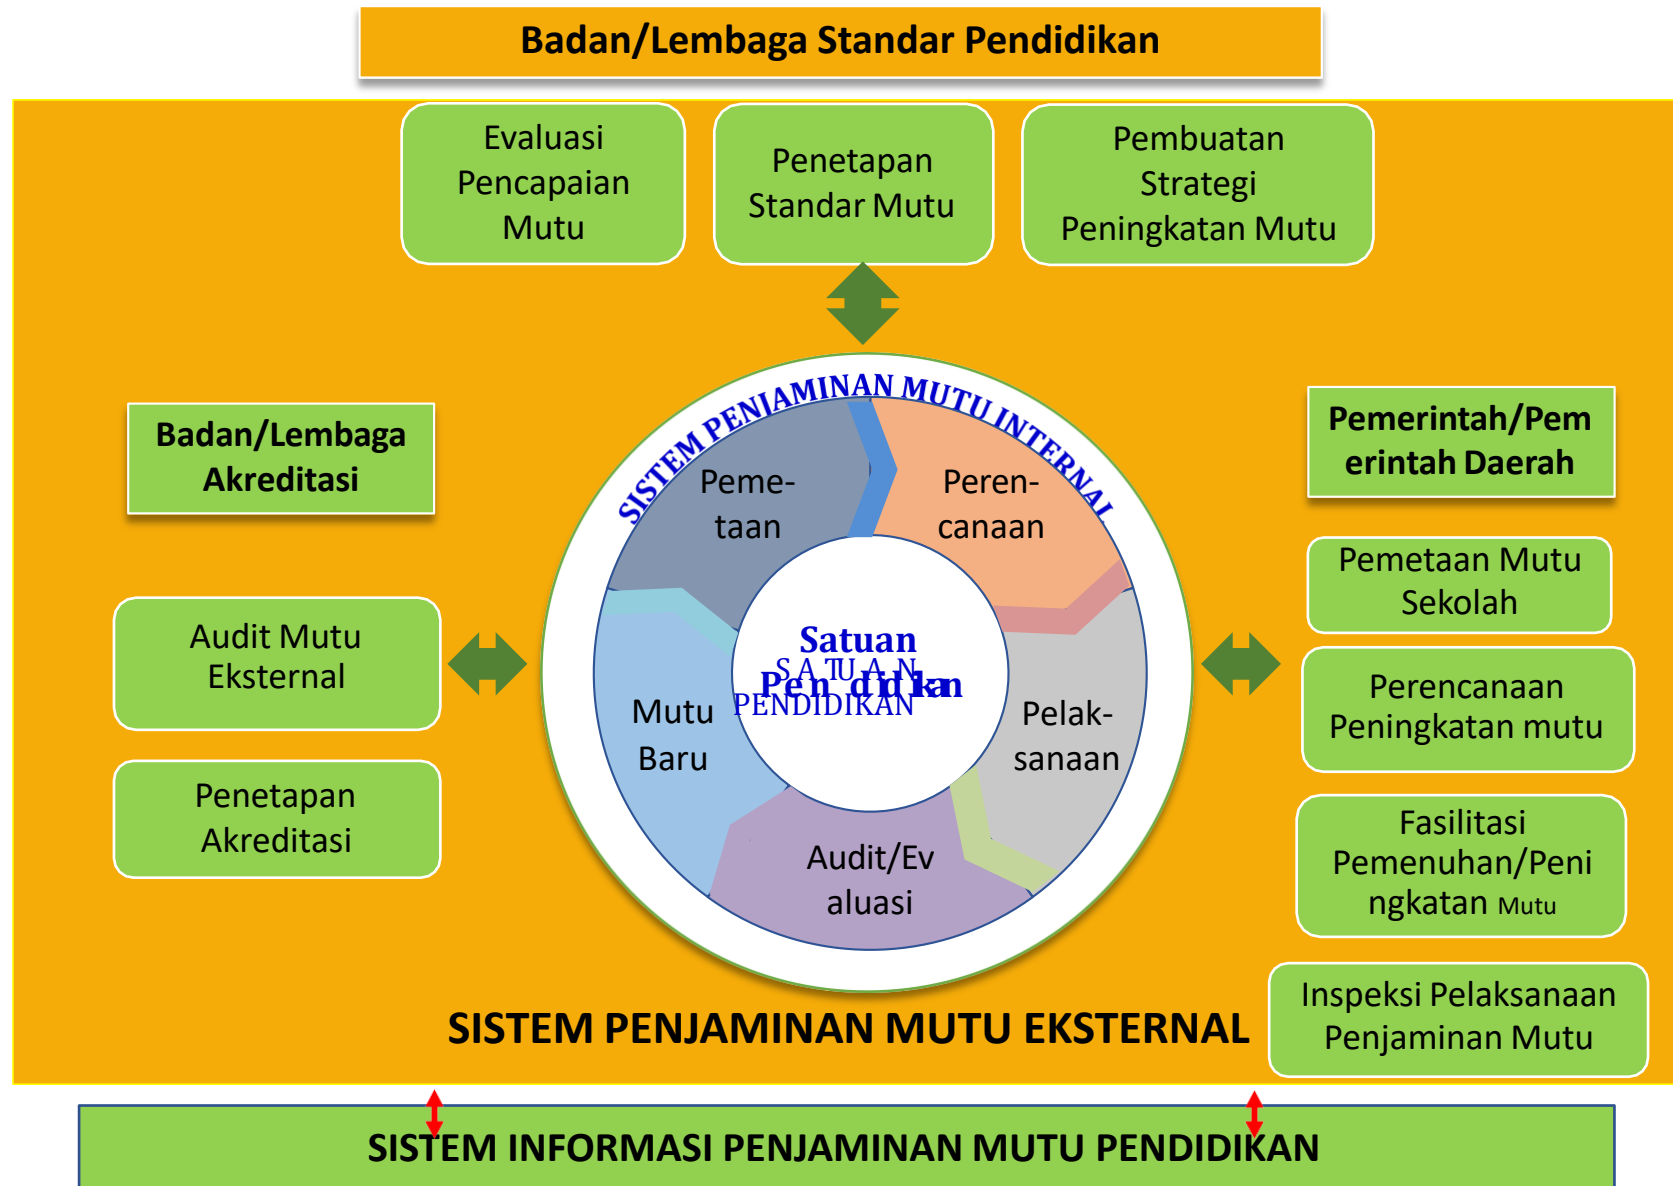 Badan/Lembaga Standar Pendidikan
Evaluasi
Pencapaian
Mutu
Penetapan
Standar Mutu
Pembuatan
Strategi
Peningkatan Mutu
SISTEM PENJAMINAN MUTU INTERNAL
Badan/Lembaga
Akreditasi
Audit Mutu
Eksternal
Penetapan
Akreditasi
Peme-
taan
Peren-
canaan
Satuan
Pendidikan
SATUAN
PENDIDIKAN
Mutu
Baru
Pelak-
sanaan
Audit/Ev
aluasi
Pemerintah/Pem
erintah Daerah
Pemetaan Mutu
Sekolah
Perencanaan
Peningkatan mutu
Fasilitasi
Pemenuhan/Peni
ngkatan Mutu
Inspeksi Pelaksanaan
Penjaminan Mutu
SISTEM PENJAMINAN MUTU EKSTERNAL
SISTEM INFORMASI PENJAMINAN MUTU PENDIDIKAN